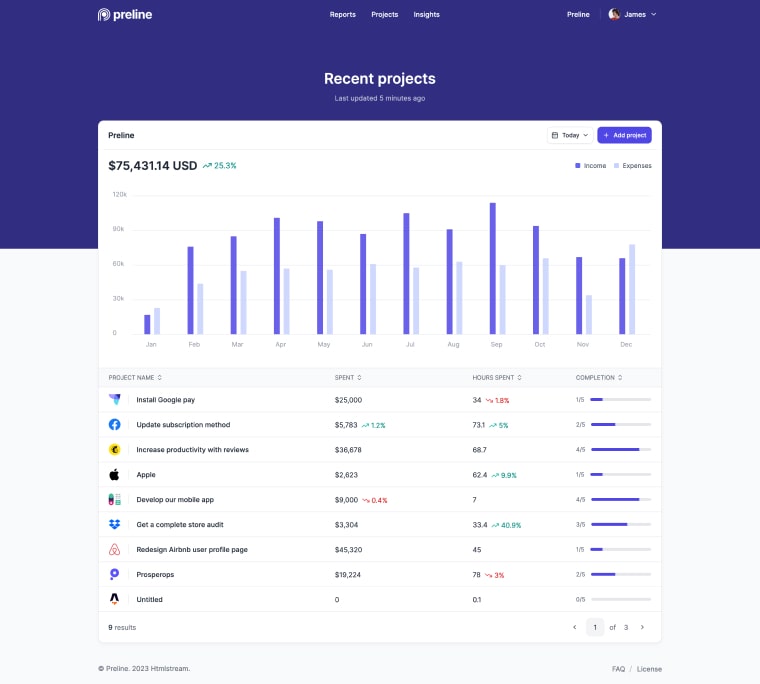 preline Reports Projects Insights Preline James
Recent projects
Last updated 5 minutes ago
Preline Today + Add project
$75,431.14 USD 25.3% Income Expenses
120k
90k
60k
30k
0
Jan Feb Mar Apr May Jun Jul Aug Sep Oct Nov Dec
PROJECT NAME SPENT HOURS SPENT COMPLETION
Install Google pay $25,000 34 1.8% 1/5
Update subscription method $5,783 1.2% 73.1 5% 2/5
Increase productivity with reviews $36,678 68.7 4/5
Apple $2,623 62.4 9.9% 1/5
Develop our mobile app $9,000 0.4% 7 4/5
Get a complete store audit $3,304 33.4 40.9% 3/5
Redesign Airbnb user profile page $45,320 45 1/5
Prosperops $19,224 78 3% 2/5
Untitled 0 0.1 0/5
9 results 1 of 3
© Preline. 2023 Htmlstream. FAQ / License